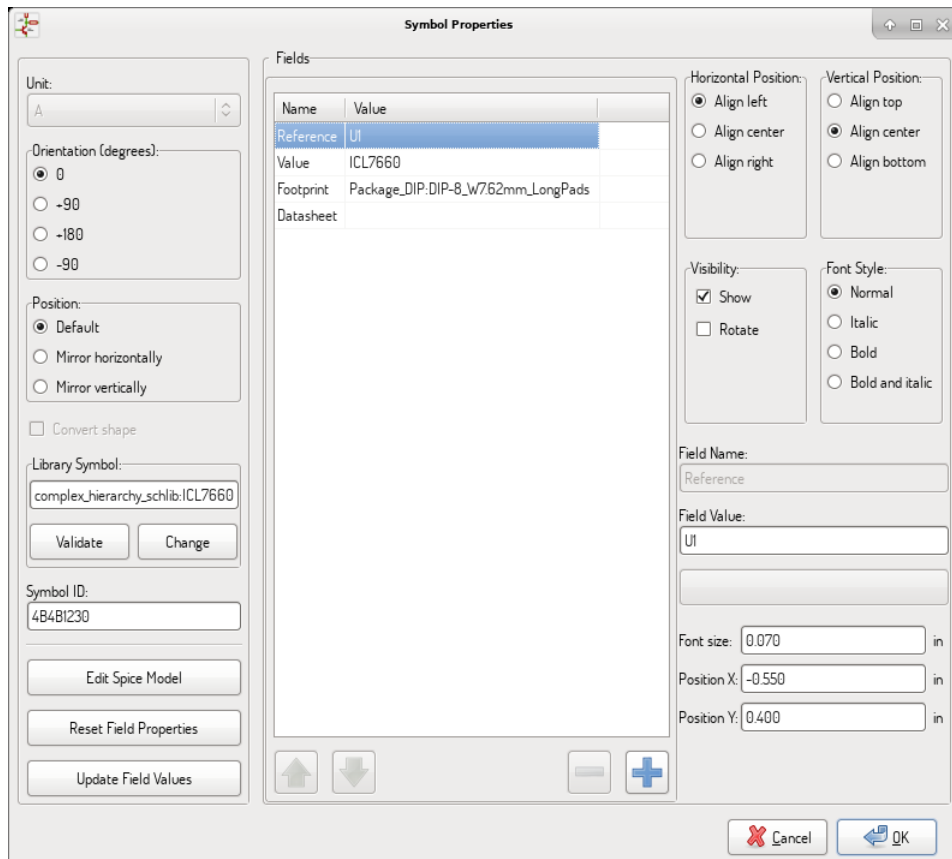 Symbol Properties
Unit:
A
Orientation (degrees):
0
+90
+180
-90
Position:
Default
Mirror horizontally
Mirror vertically
Convert shape
Library Symbol:
complex_hierarchy_schlib:ICL7660
Validate
Change
Symbol ID:
4B4B1230
Edit Spice Model
Reset Field Properties
Update Field Values
Fields
Name Value
Reference U1
Value ICL7660
Footprint Package_DIP:DIP-8_W7.62mm_LongPads
Datasheet
Horizontal Position:
Align left
Align center
Align right
Vertical Position:
Align top
Align center
Align bottom
Visibility:
Show
Rotate
Font Style:
Normal
Italic
Bold
Bold and italic
Field Name:
Reference
Field Value:
U1
Font size: 0.070 in
Position X: -0.550 in
Position Y: 0.400 in
Cancel
OK